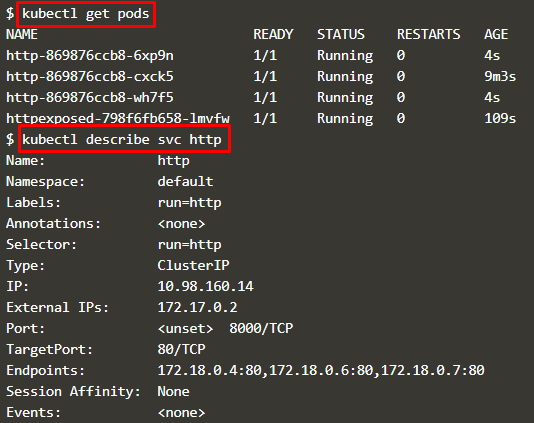 $ kubectl get pods
NAME READY STATUS RESTARTS AGE
http-869876ccb8-6xp9n 1/1 Running 0 4s
http-869876ccb8-cxck5 1/1 Running 0 9m3s
http-869876ccb8-wh7f5 1/1 Running 0 4s
httpexposed-798f6fb658-lmvfw 1/1 Running 0 109s
$ kubectl describe svc http
Name: http
Namespace: default
Labels: run=http
Annotations: <none>
Selector: run=http
Type: ClusterIP
IP: 10.98.160.14
External IPs: 172.17.0.2
Port: <unset> 8000/TCP
TargetPort: 80/TCP
Endpoints: 172.18.0.4:80,172.18.0.6:80,172.18.0.7:80
Session Affinity: None
Events: <none>